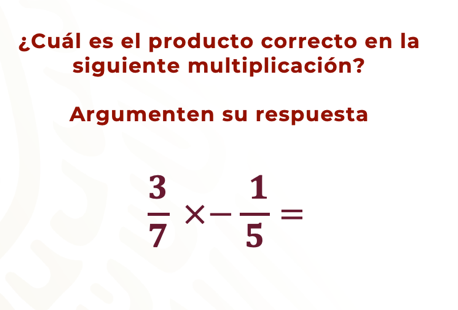 ¿Cuál es el producto correcto en la
siguiente multiplicación?
Argumenten su respuesta
3/7 ×− 1/5 =